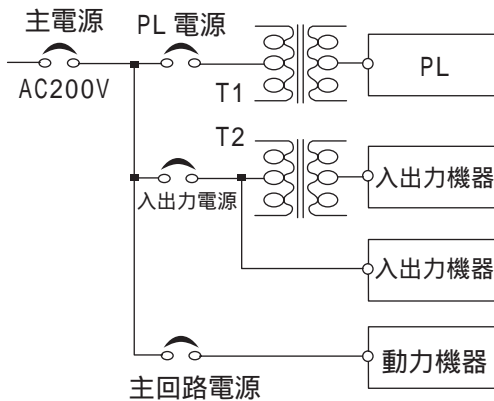 主電源
PL 電源
AC200V
T1
PL
T2
入出力電源
入出力機器
入出力機器
主回路電源
動力機器